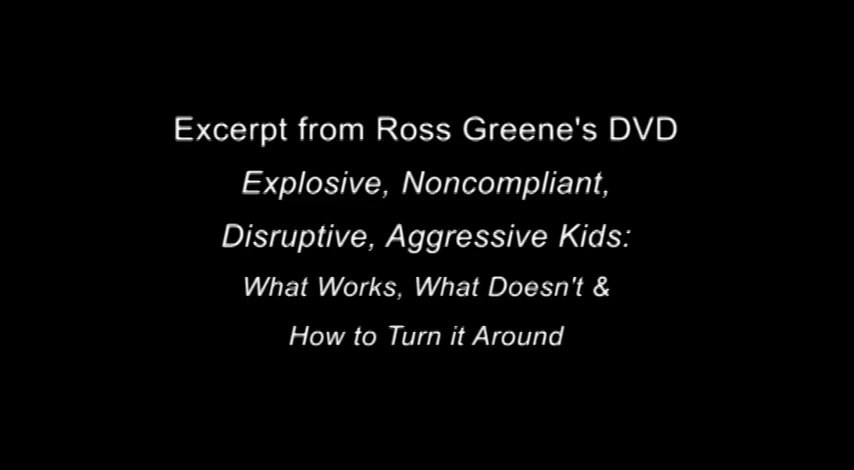 Excerpt from Ross Greene's DVD
Explosive, Noncompliant,
Disruptive, Aggressive Kids:
What Works, What Doesn't &
How to Turn it Around